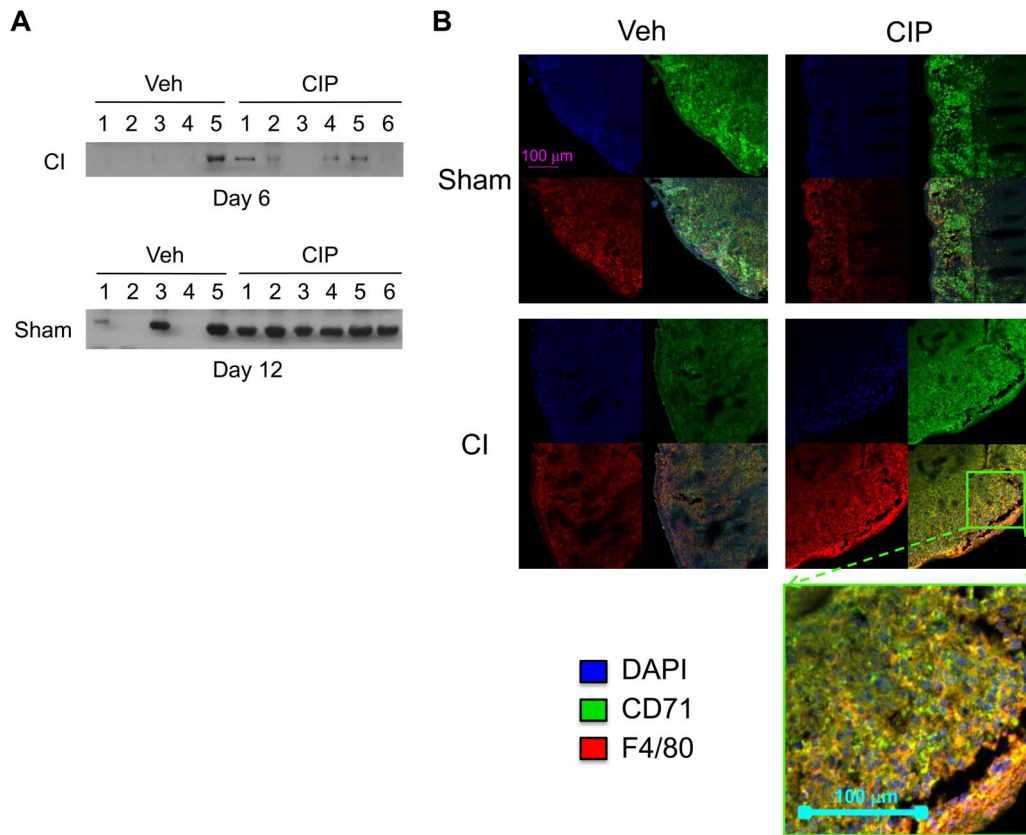 A
Veh CIP
1 2 3 4 5 1 2 3 4 5 6
CI
Day 6
Veh CIP
1 2 3 4 5 1 2 3 4 5 6
Sham
Day 12
B
Veh CIP
Sham
100 μm
CI
DAPI
CD71
F4/80
100 μm